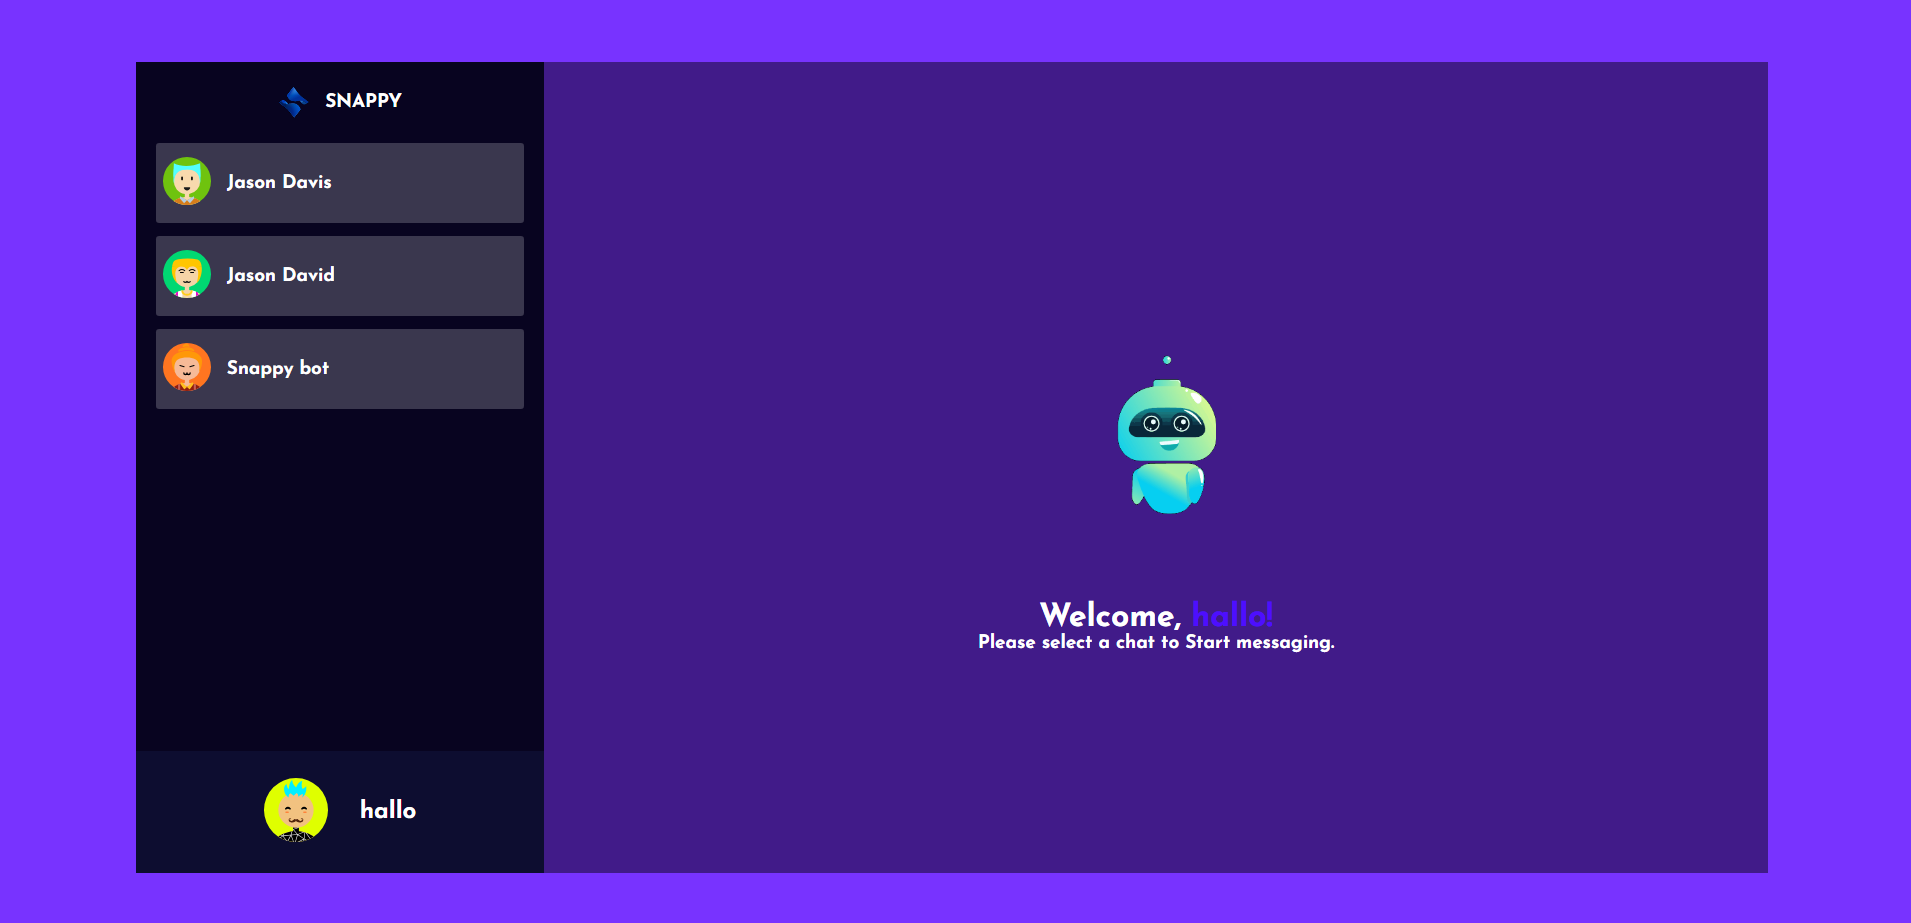 SNAPPY
Jason Davis
Jason David
Snappy bot
hallo
Welcome, hallo!
Please select a chat to Start messaging.